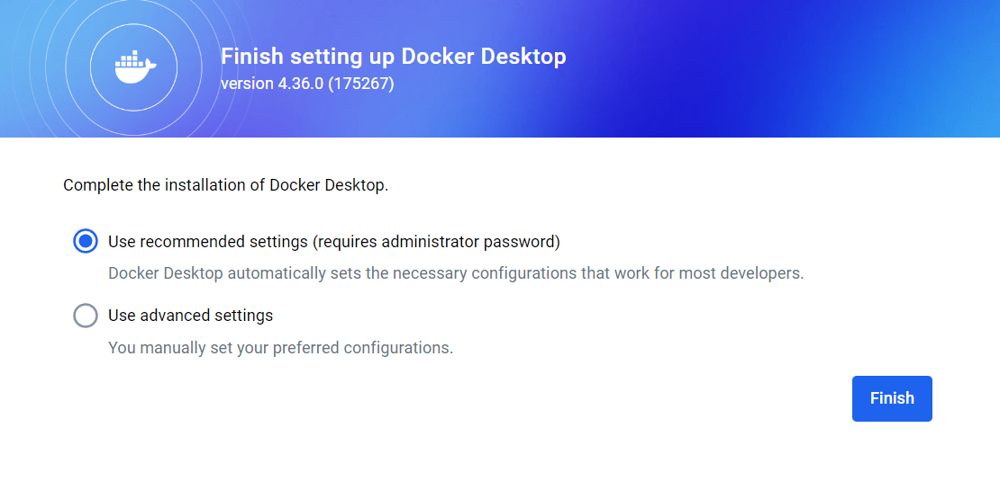 Finish setting up Docker Desktop
version 4.36.0 (175267)
Complete the installation of Docker Desktop.
Use recommended settings (requires administrator password)
Docker Desktop automatically sets the necessary configurations that work for most developers.
Use advanced settings
You manually set your preferred configurations.
Finish